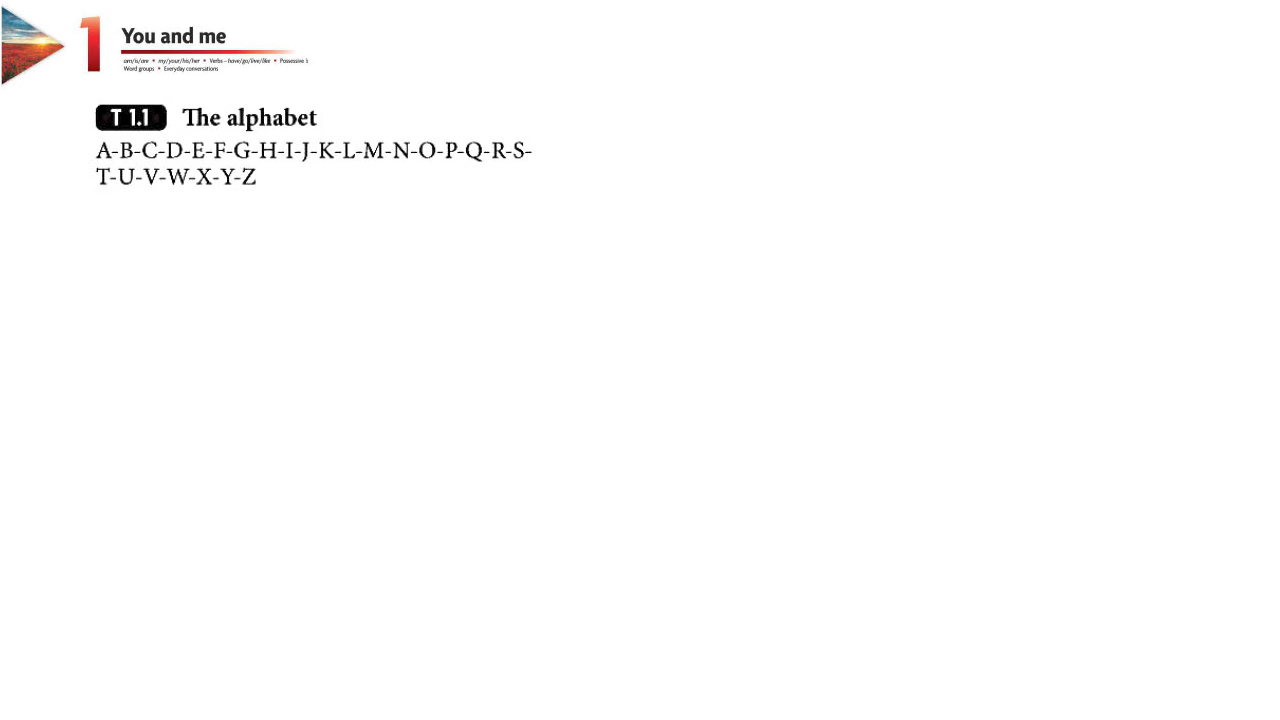 1
You and me
am/is/are • my/your/his/her • Verbs – have/go/live/like • Possessive 's
Word groups • Everyday conversations
T 1.1 The alphabet
A-B-C-D-E-F-G-H-I-J-K-L-M-N-O-P-Q-R-S-
T-U-V-W-X-Y-Z